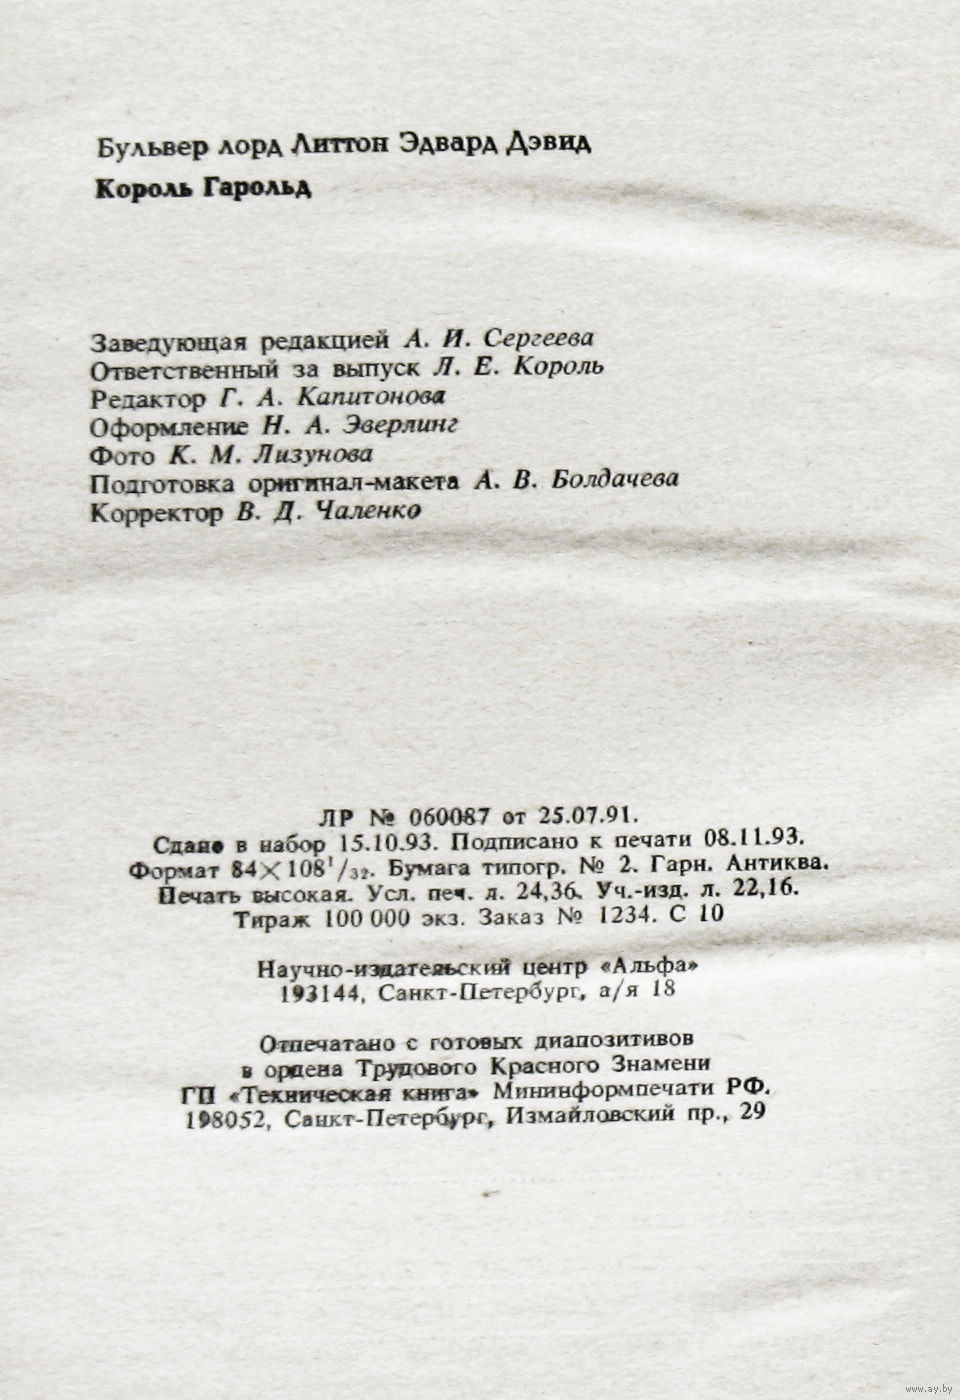 Бульвер лорд Литтон Эдвард Дэвид
Король Гарольд
Заведующая редакцией А. И. Сергеева
Ответственный за выпуск Л. Е. Король
Редактор Г. А. Капитонова
Оформление Н. А. Эверлинг
Фото К. М. Лизунова
Подготовка оригинал-макета А. В. Болдачева
Корректор В. Д. Чаленко
ЛР № 060087 от 25.07.91.
Сдано в набор 15.10.93. Подписано к печати 08.11.93.
Формат 84×108¹/₃₂. Бумага типогр. № 2. Гарн. Антиква.
Печать высокая. Усл. печ. л. 24,36. Уч.-изд. л. 22,16.
Тираж 100 000 экз. Заказ № 1234. С 10
Научно-издательский центр «Альфа»
193144, Санкт-Петербург, а/я 18
Отпечатано с готовых диапозитивов
в ордена Трудового Красного Знамени
ГП «Техническая книга» Мининформпечати РФ.
198052, Санкт-Петербург, Измайловский пр., 29
www.ay.by